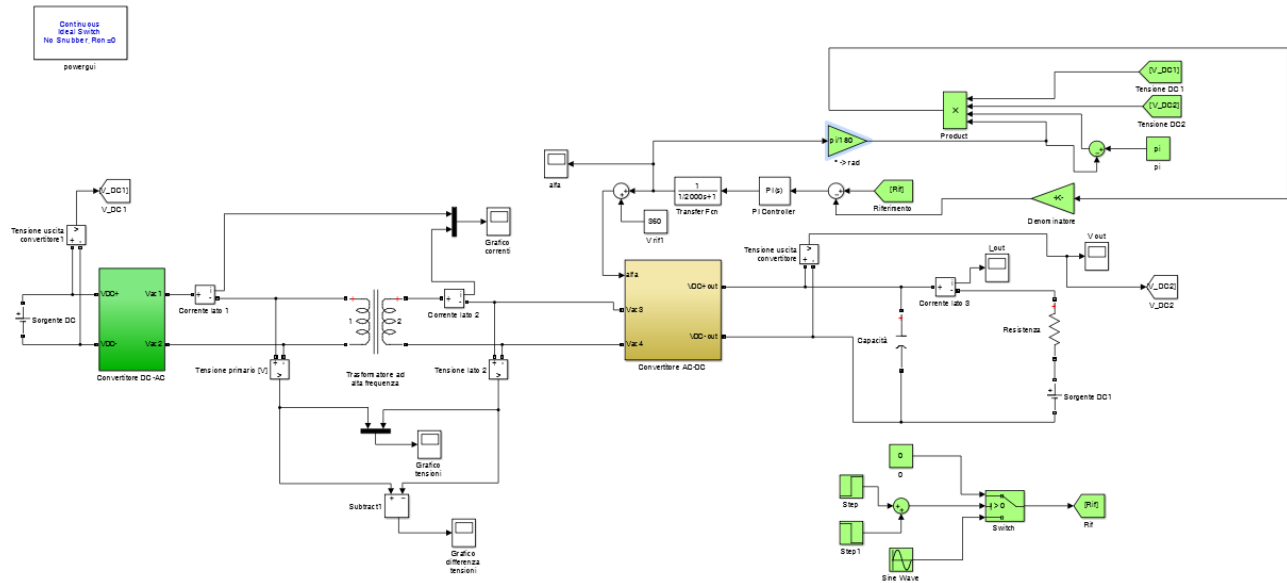 Continuous
Ideal Switch
No Snubber, Ron=0
powergui
[V_DC1]
V_DC1
Tensione uscita
convertitore1
Sorgente DC
VDC+
VDC-
Vac1
Vac2
Convertitore DC-AC
Corrente lato 1
Tensione primario [V]
1
2
Trasformatore ad
alta frequenza
Corrente lato 2
Tensione lato 2
Grafico
correnti
Grafico
tensioni
Subtract1
Grafico
differenza
tensioni
alfa
pi/180
° -> rad
×
Product
[V_DC1]
Tensione DC1
[V_DC2]
Tensione DC2
pi
pi
1
1/2000s+1
Transfer Fcn
PI(s)
PI Controller
[Rif]
Riferimento
-K-
Denominatore
360
V rif1
alfa
Vac3
Vac4
VDC+out
VDC-out
Convertitore AC-DC
Tensione uscita
convertitore
I_out
V out
[V_DC2]
V_DC2
Corrente lato 3
Capacità
Resistenza
Sorgente DC1
0
0
Step
Step1
Sine Wave
> 0
Switch
[Rif]
Rif